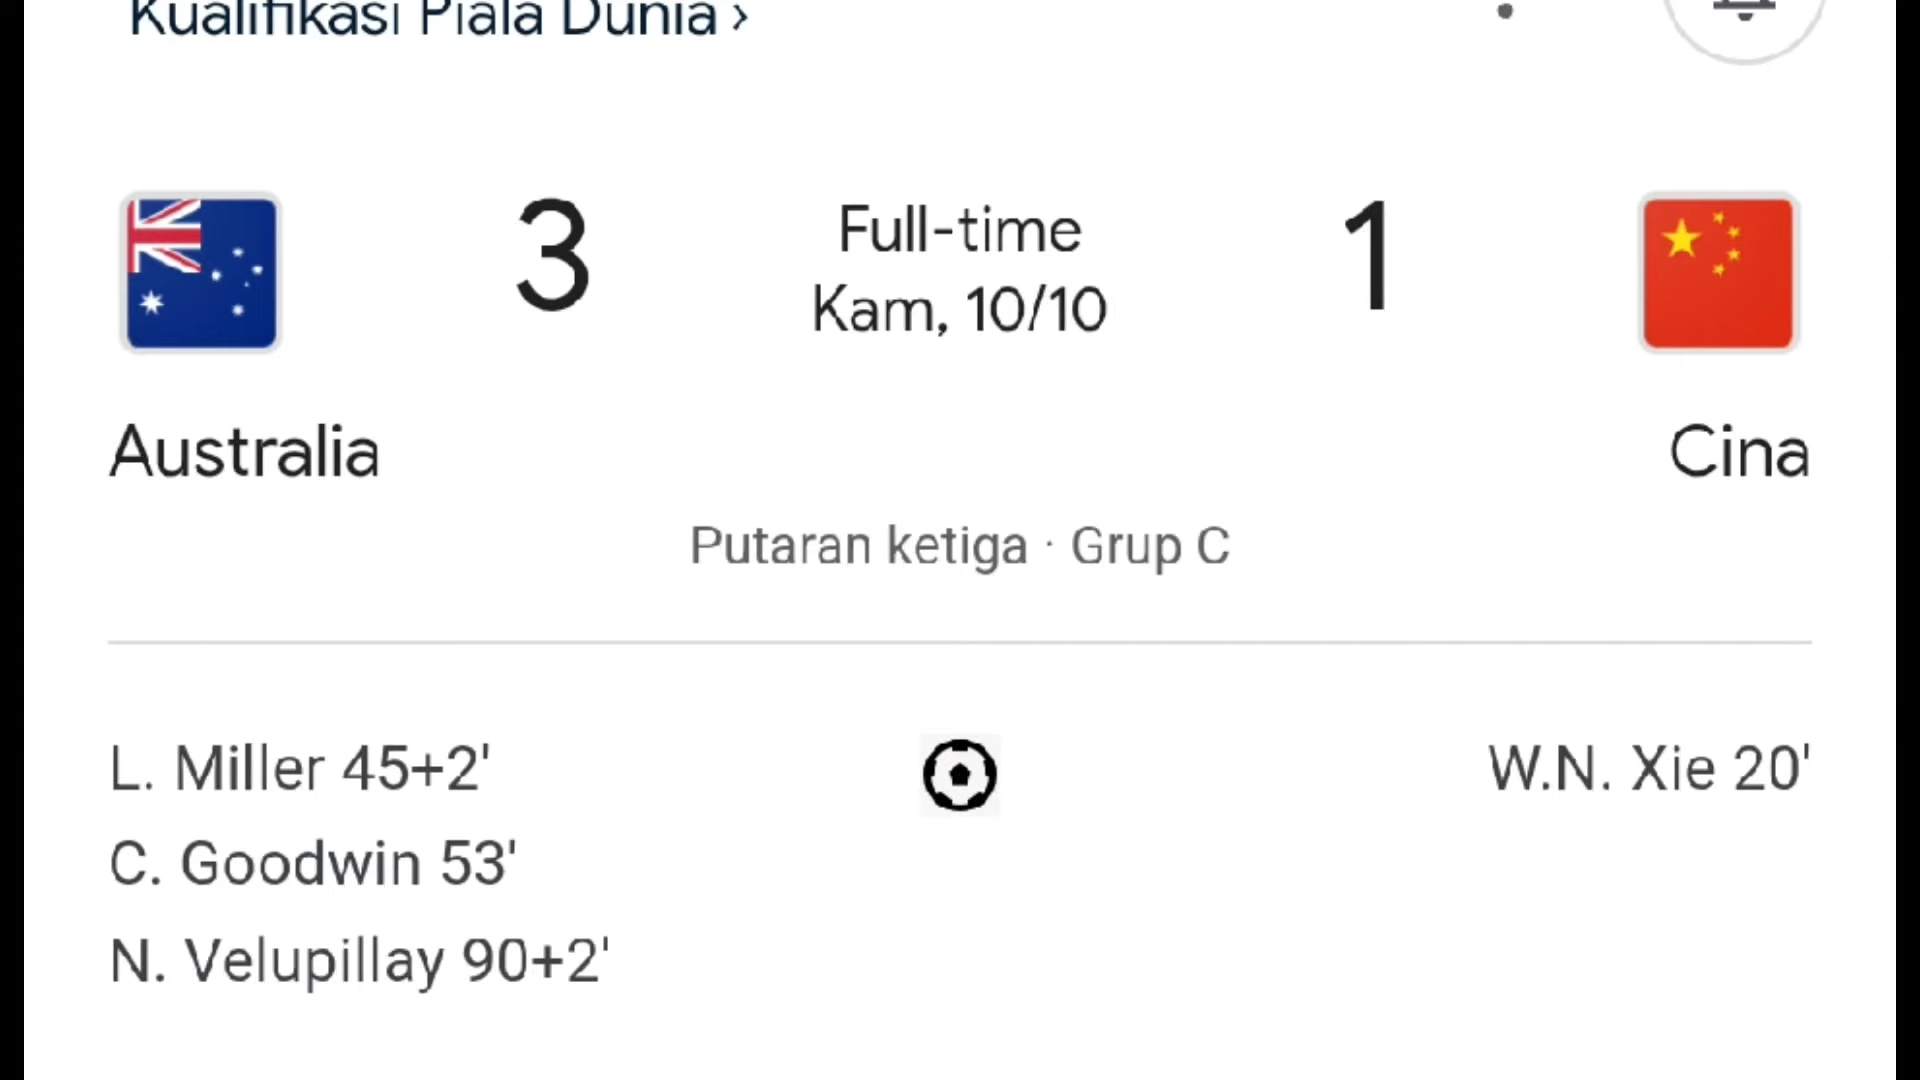 Kualifikasi Piala Dunia ›
3 Full-time 1
Kam, 10/10
Australia Cina
Putaran ketiga · Grup C
L. Miller 45+2' W.N. Xie 20'
C. Goodwin 53'
N. Velupillay 90+2'